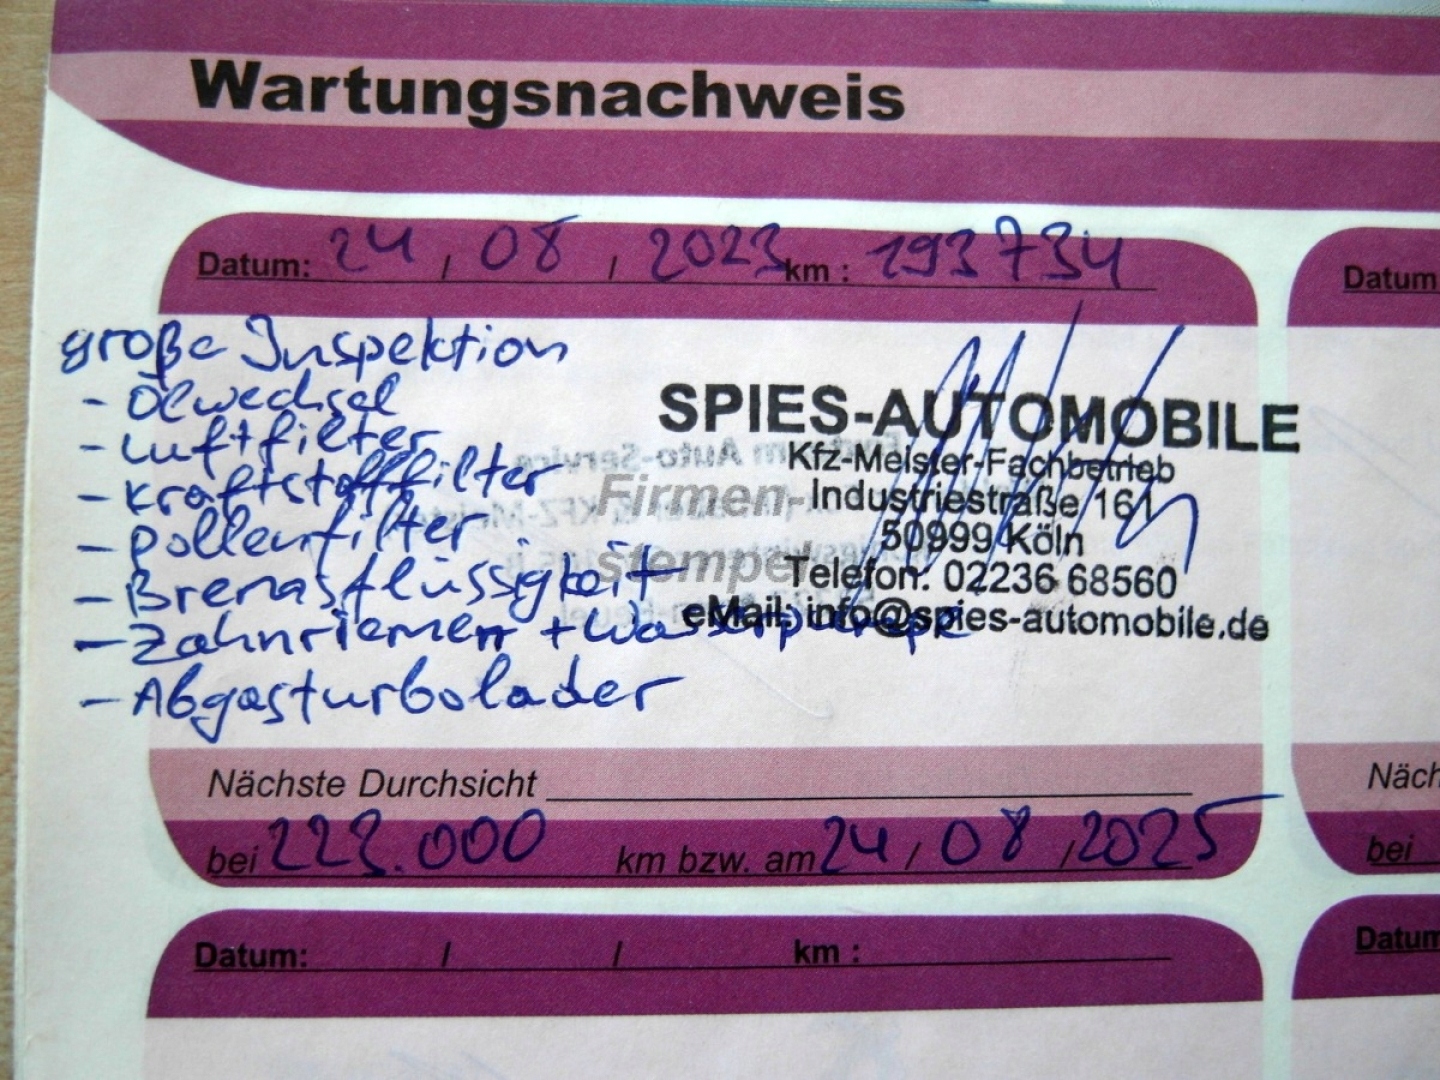 Wartungsnachweis
Datum: 24 / 08 / 2023 km : 193734
Datum
große Inspektion
- Ölwechsel
- Luftfilter
- Kraftstofffilter
- Pollenfilter
- Bremsflüssigkeit
- Zahnriemen + Wasserpumpe
- Abgasturbolader
Firmen-
stempel
SPIES-AUTOMOBILE
Kfz-Meister-Fachbetrieb
Industriestraße 161
50999 Köln
Telefon: 02236 68560
eMail: info@spies-automobile.de
Nächste Durchsicht
bei 223.000 km bzw. am 24 / 08 / 2025
Näch
bei
Datum: / / km :
Datum